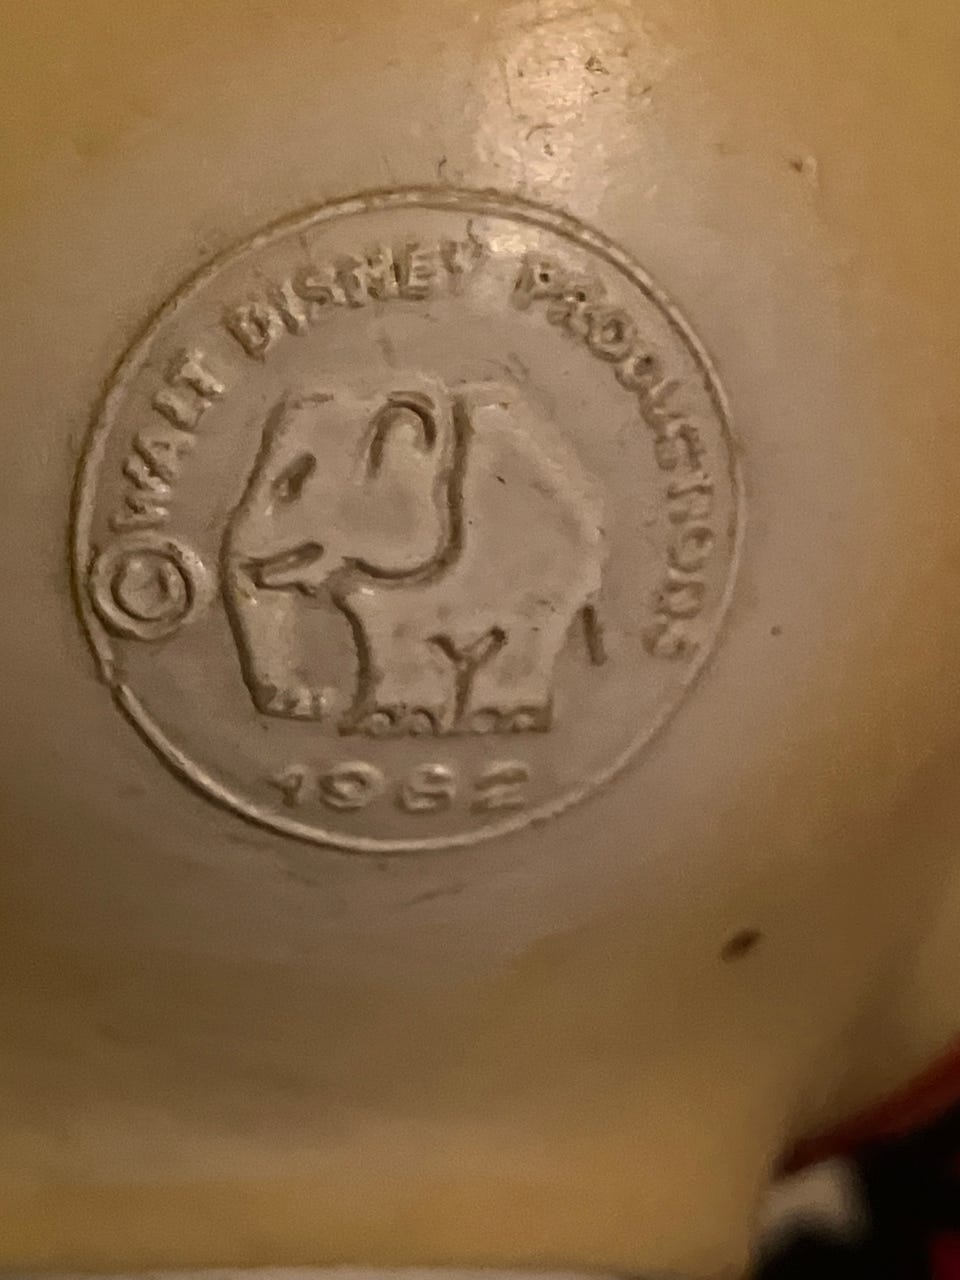 © WALT DISNEY PRODUCTIONS
1962